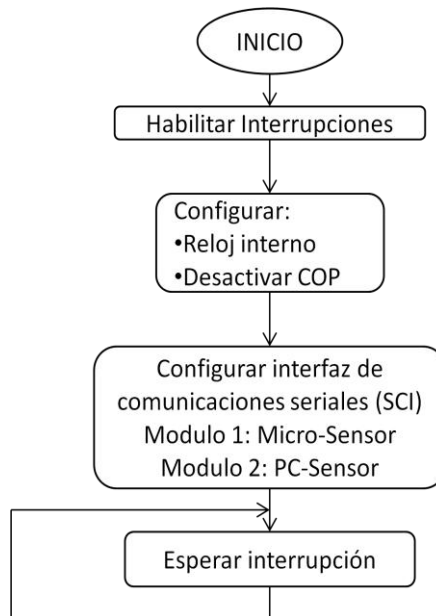 INICIO
Habilitar Interrupciones
Configurar:
•Reloj interno
•Desactivar COP
Configurar interfaz de
comunicaciones seriales (SCI)
Modulo 1: Micro-Sensor
Modulo 2: PC-Sensor
Esperar interrupción